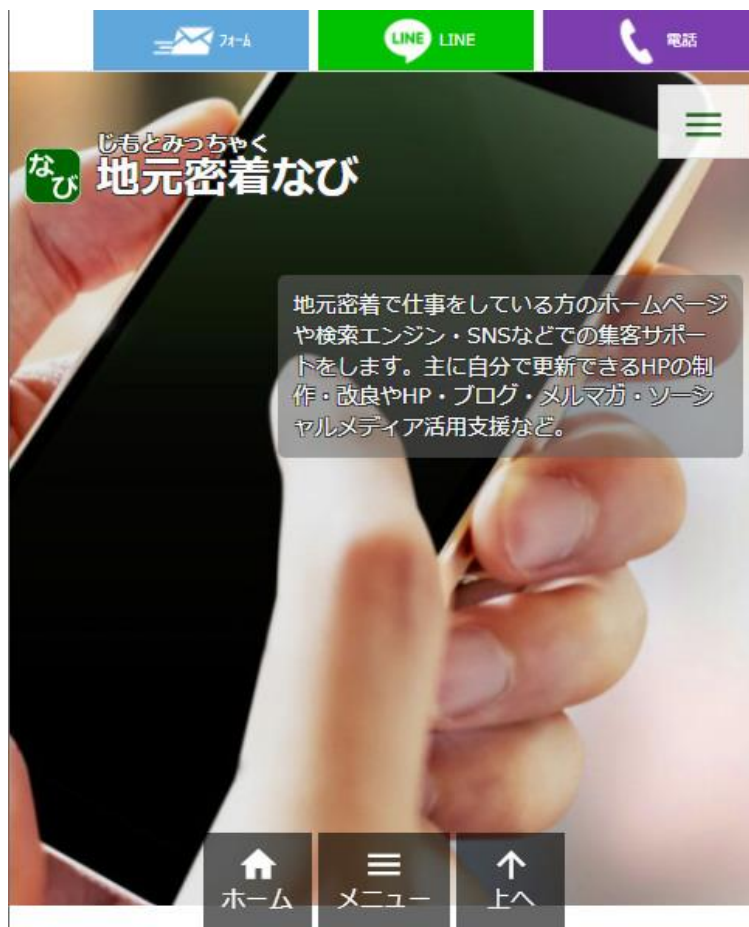 フォーム
LINE LINE
電話
じもとみっちゃく
なび 地元密着なび
地元密着で仕事をしている方のホームページ
や検索エンジン・SNSなどでの集客サポー
トをします。主に自分で更新できるHPの制
作・改良やHP・ブログ・メルマガ・ソーシ
ャルメディア活用支援など。
ホーム
メニュー
上へ